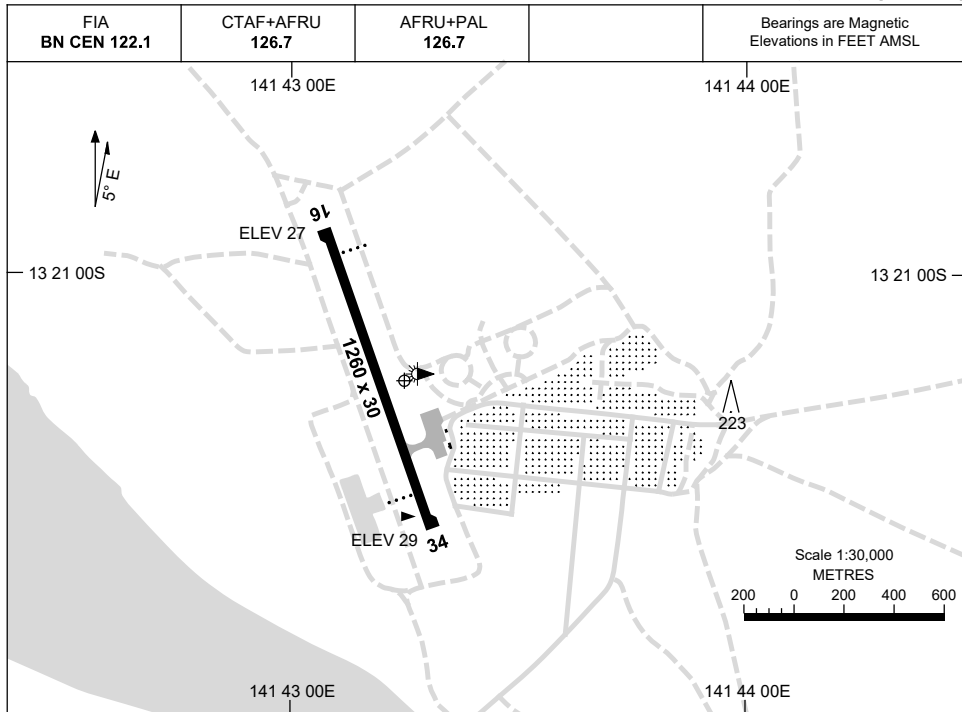 FIA
BN CEN 122.1
CTAF+AFRU
126.7
AFRU+PAL
126.7
Bearings are Magnetic
Elevations in FEET AMSL
141 43 00E
141 44 00E
5° E
16
ELEV 27
13 21 00S
13 21 00S
1260 x 30
223
ELEV 29
34
Scale 1:30,000
METRES
200 0 200 400 600
141 43 00E
141 44 00E